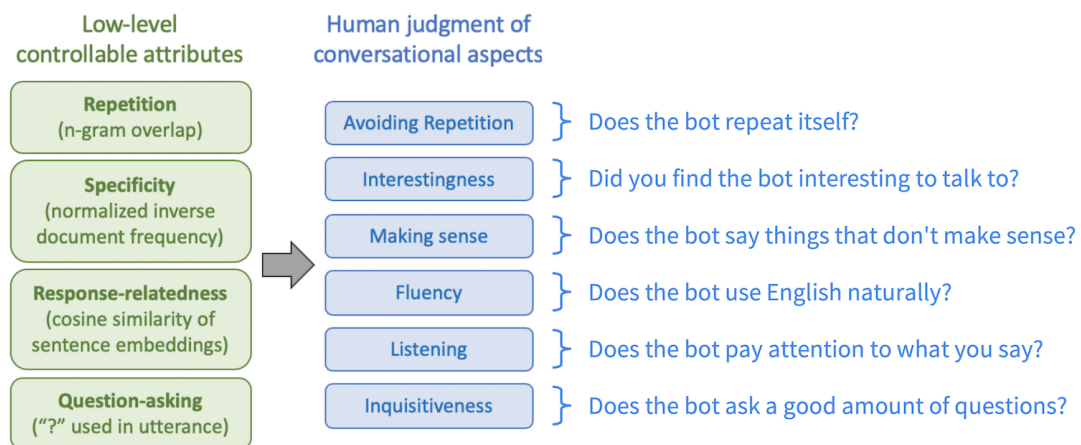 Low-level
controllable attributes
Repetition
(n-gram overlap)
Specificity
(normalized inverse
document frequency)
Response-relatedness
(cosine similarity of
sentence embeddings)
Question-asking
("?" used in utterance)
Human judgment of
conversational aspects
Avoiding Repetition
Does the bot repeat itself?
Interestingness
Did you find the bot interesting to talk to?
Making sense
Does the bot say things that don't make sense?
Fluency
Does the bot use English naturally?
Listening
Does the bot pay attention to what you say?
Inquisitiveness
Does the bot ask a good amount of questions?